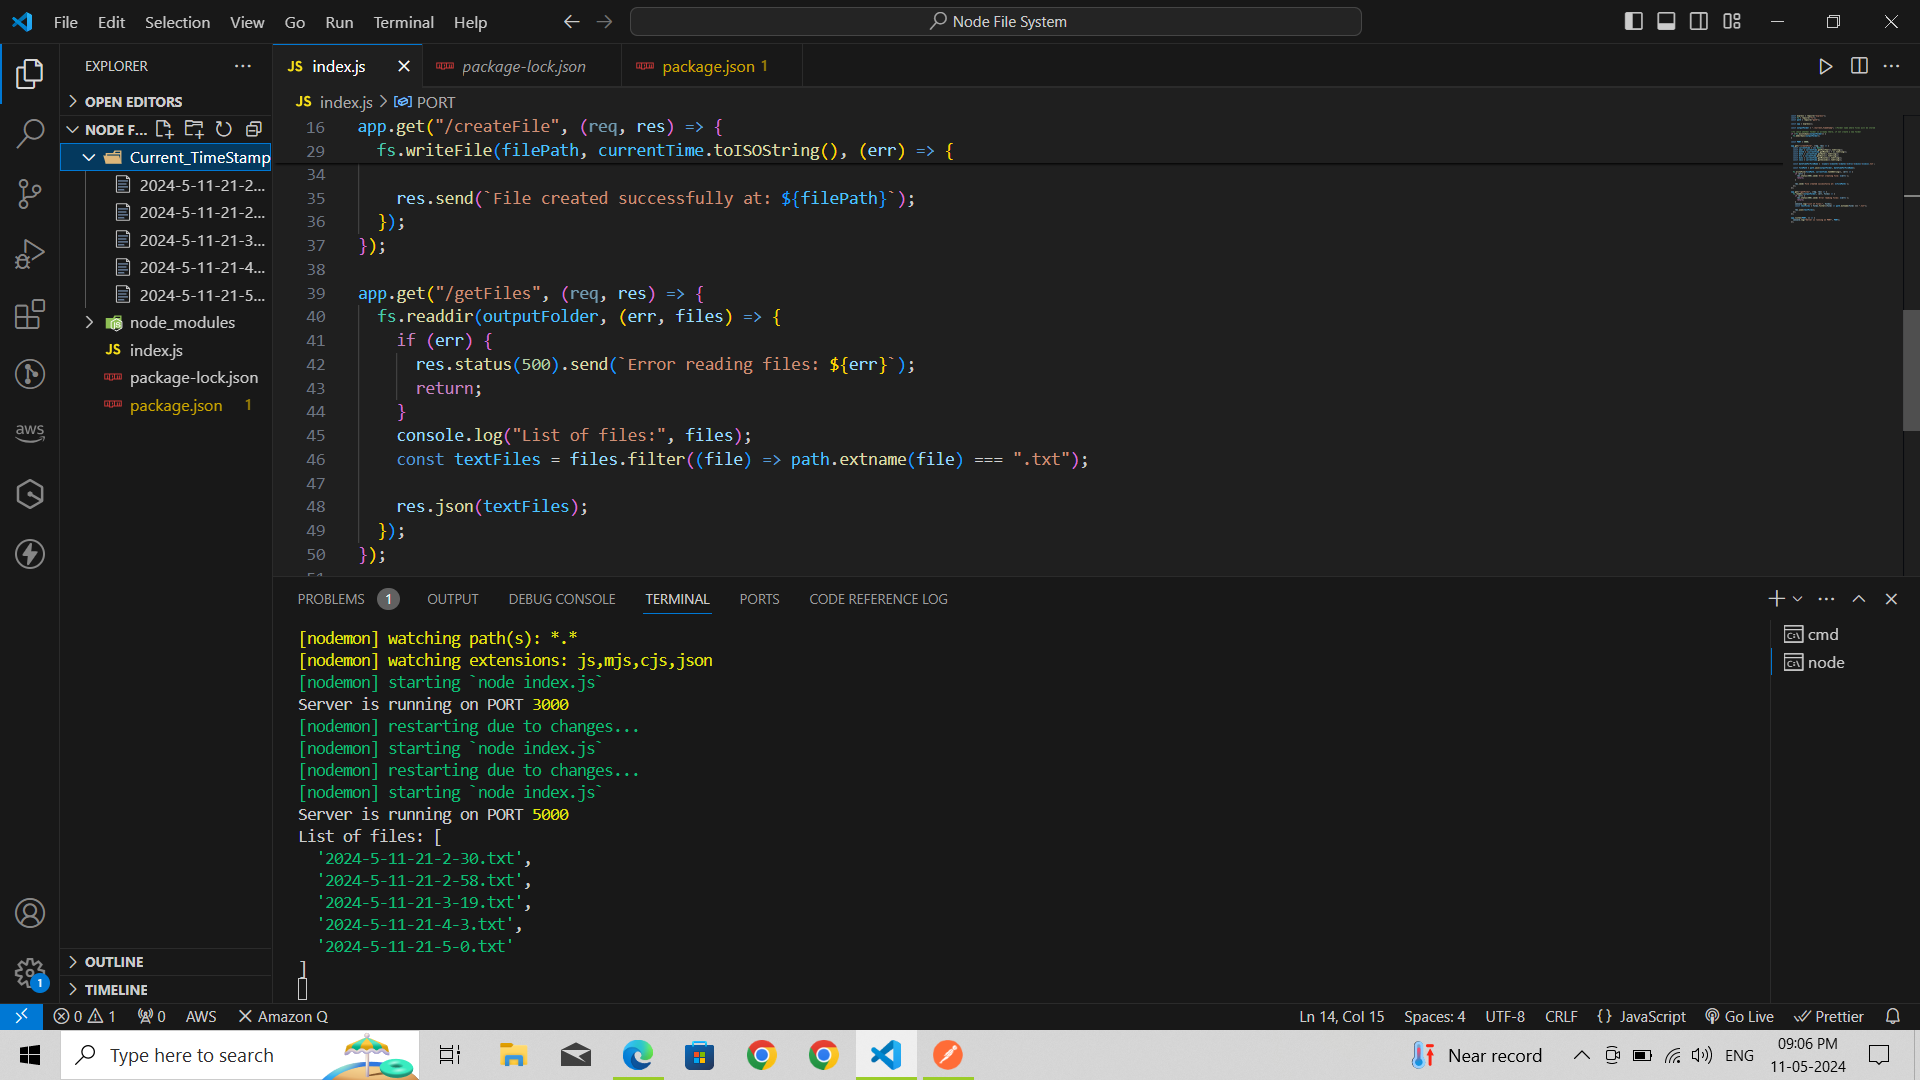 File Edit Selection View Go Run Terminal Help
Node File System
EXPLORER
JS index.js
package-lock.json
package.json 1
OPEN EDITORS
JS index.js > PORT
NODE F...
Current_TimeStamp
2024-5-11-21-2...
2024-5-11-21-2...
2024-5-11-21-3...
2024-5-11-21-4...
2024-5-11-21-5...
node_modules
JS index.js
package-lock.json
package.json 1
aws
1
OUTLINE
TIMELINE
16 app.get("/createFile", (req, res) => {
29 fs.writeFile(filePath, currentTime.toISOString(), (err) => {
34
35 res.send(`File created successfully at: ${filePath}`);
36 });
37 });
38
39 app.get("/getFiles", (req, res) => {
40 fs.readdir(outputFolder, (err, files) => {
41 if (err) {
42 res.status(500).send(`Error reading files: ${err}`);
43 return;
44 }
45 console.log("List of files:", files);
46 const textFiles = files.filter((file) => path.extname(file) === ".txt");
47
48 res.json(textFiles);
49 });
50 });
51
PROBLEMS 1 OUTPUT DEBUG CONSOLE TERMINAL PORTS CODE REFERENCE LOG
[nodemon] watching path(s): *.*
[nodemon] watching extensions: js,mjs,cjs,json
[nodemon] starting `node index.js`
Server is running on PORT 3000
[nodemon] restarting due to changes...
[nodemon] starting `node index.js`
[nodemon] restarting due to changes...
[nodemon] starting `node index.js`
Server is running on PORT 5000
List of files: [
'2024-5-11-21-2-30.txt',
'2024-5-11-21-2-58.txt',
'2024-5-11-21-3-19.txt',
'2024-5-11-21-4-3.txt',
'2024-5-11-21-5-0.txt'
]
cmd
node
0 1 0 AWS Amazon Q
Ln 14, Col 15 Spaces: 4 UTF-8 CRLF {} JavaScript Go Live Prettier
Type here to search
Near record
ENG
09:06 PM
11-05-2024